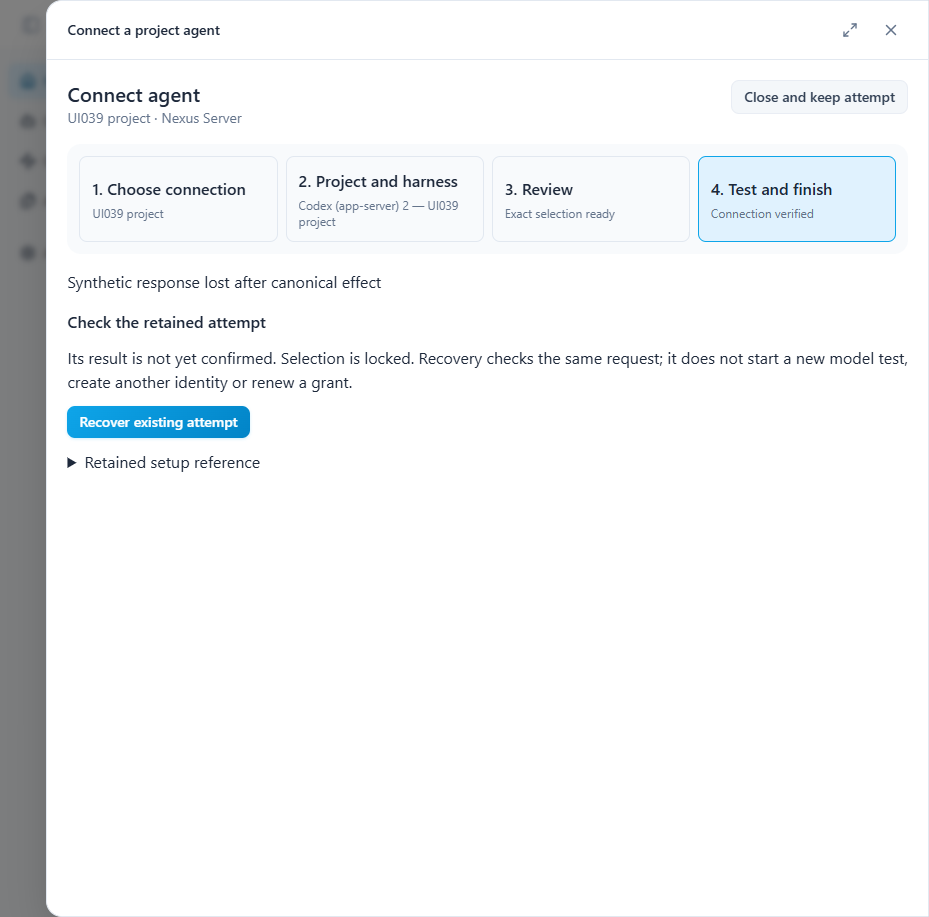 Connect a project agent
Connect agent
Close and keep attempt
UI039 project · Nexus Server
1. Choose connection
UI039 project
2. Project and harness
Codex (app-server) 2 — UI039
project
3. Review
Exact selection ready
4. Test and finish
Connection verified
Synthetic response lost after canonical effect
Check the retained attempt
Its result is not yet confirmed. Selection is locked. Recovery checks the same request; it does not start a new model test,
create another identity or renew a grant.
Recover existing attempt
Retained setup reference